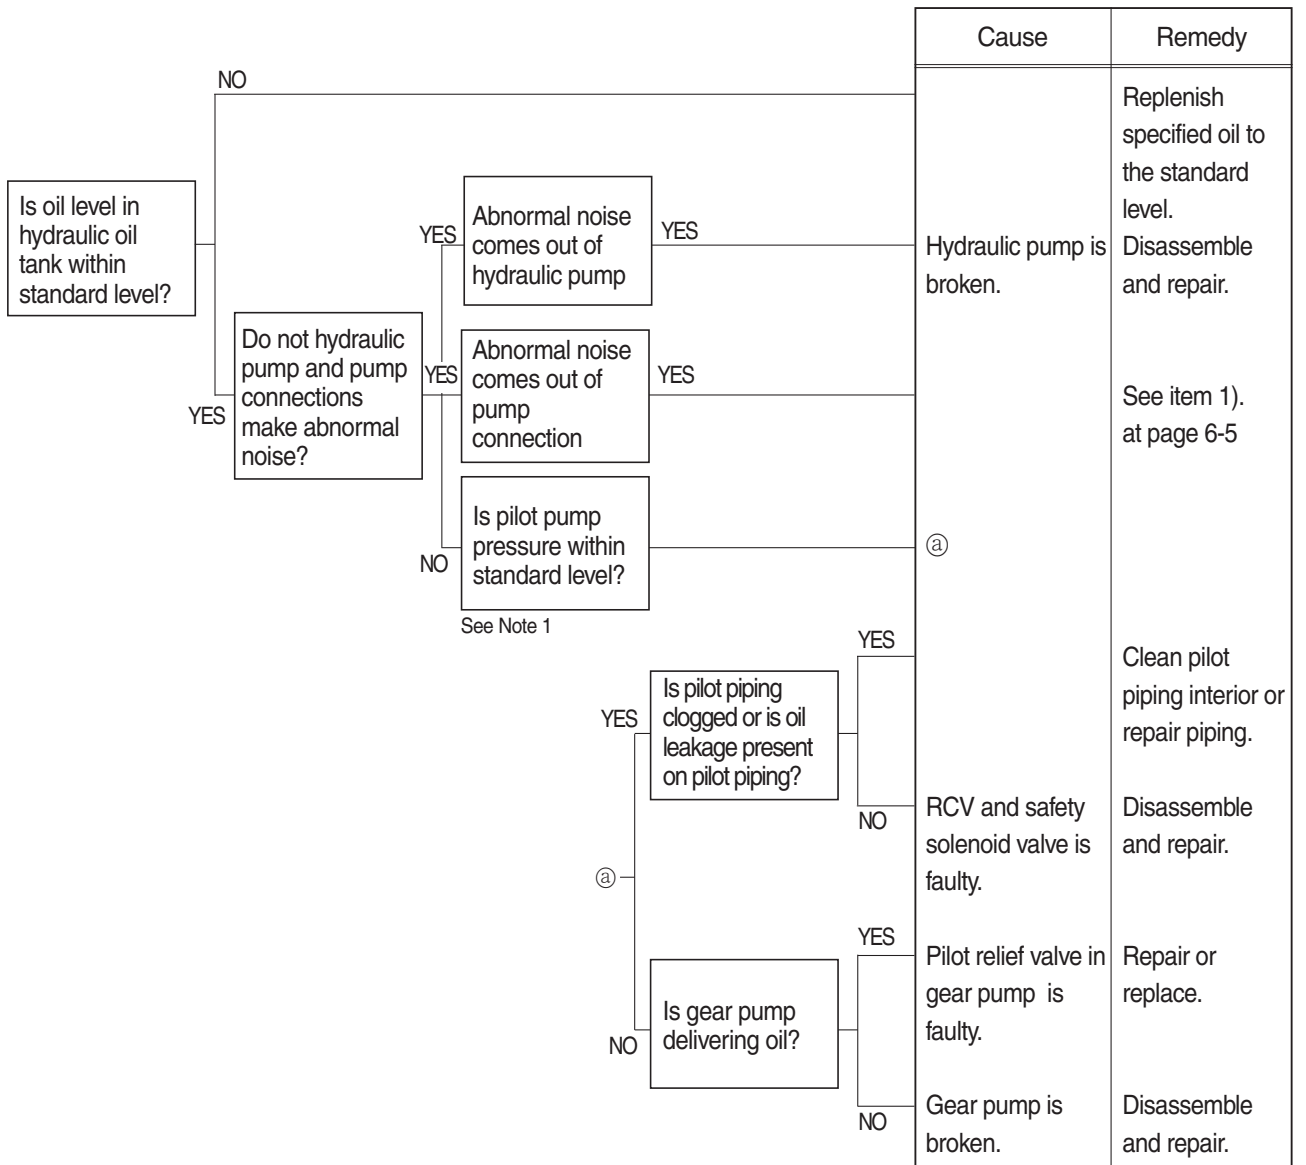 Cause
Remedy
NO
Replenish
specified oil to
the standard
level.
Is oil level in
hydraulic oil
tank within
standard level?
YES
Do not hydraulic
pump and pump
connections
make abnormal
noise?
YES
Abnormal noise
comes out of
hydraulic pump
YES
Hydraulic pump is
broken.
Disassemble
and repair.
YES
Abnormal noise
comes out of
pump
connection
YES
See item 1).
at page 6-5
NO
Is pilot pump
pressure within
standard level?
See Note 1
ⓐ
ⓐ
YES
Is pilot piping
clogged or is oil
leakage present
on pilot piping?
YES
Clean pilot
piping interior or
repair piping.
NO
RCV and safety
solenoid valve is
faulty.
Disassemble
and repair.
NO
Is gear pump
delivering oil?
YES
Pilot relief valve in
gear pump is
faulty.
Repair or
replace.
NO
Gear pump is
broken.
Disassemble
and repair.